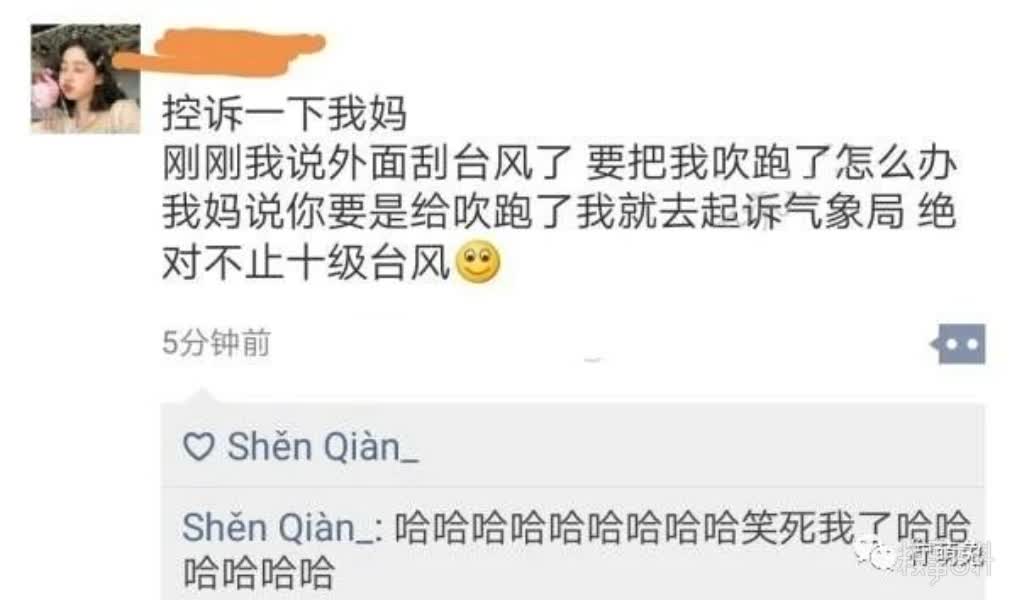 控诉一下我妈
刚刚我说外面刮台风了 要把我吹跑了怎么办
我妈说你要是给吹跑了我就去起诉气象局 绝
对不止十级台风
5分钟前
Shěn Qiàn_
Shěn Qiàn_: 哈哈哈哈哈哈哈哈哈笑死我了哈哈
哈哈哈哈